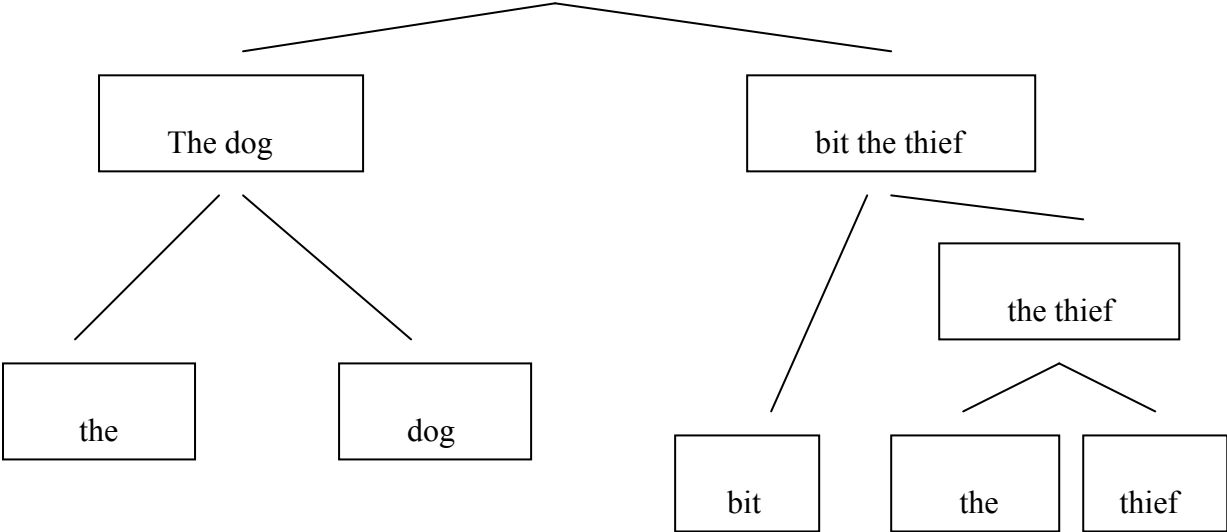 The dog
bit the thief
the thief
the
dog
bit
the
thief